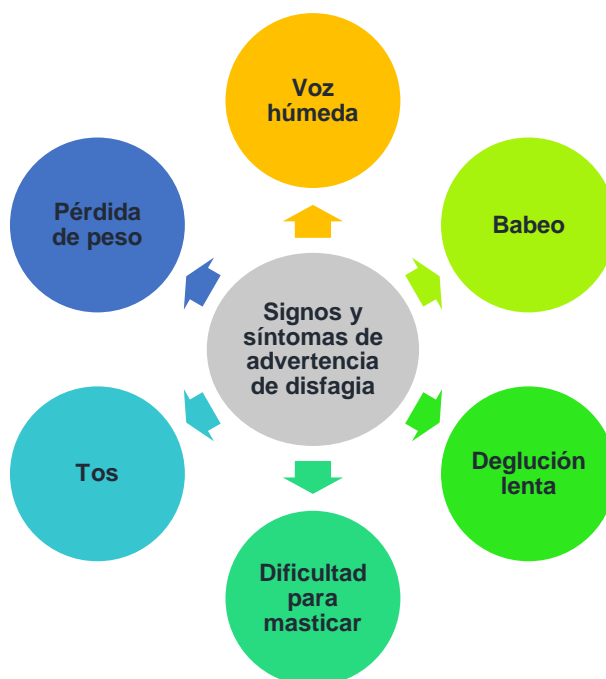 Voz
húmeda
Babeo
Deglución
lenta
Dificultad
para
masticar
Tos
Pérdida
de peso
Signos y
síntomas de
advertencia
de disfagia